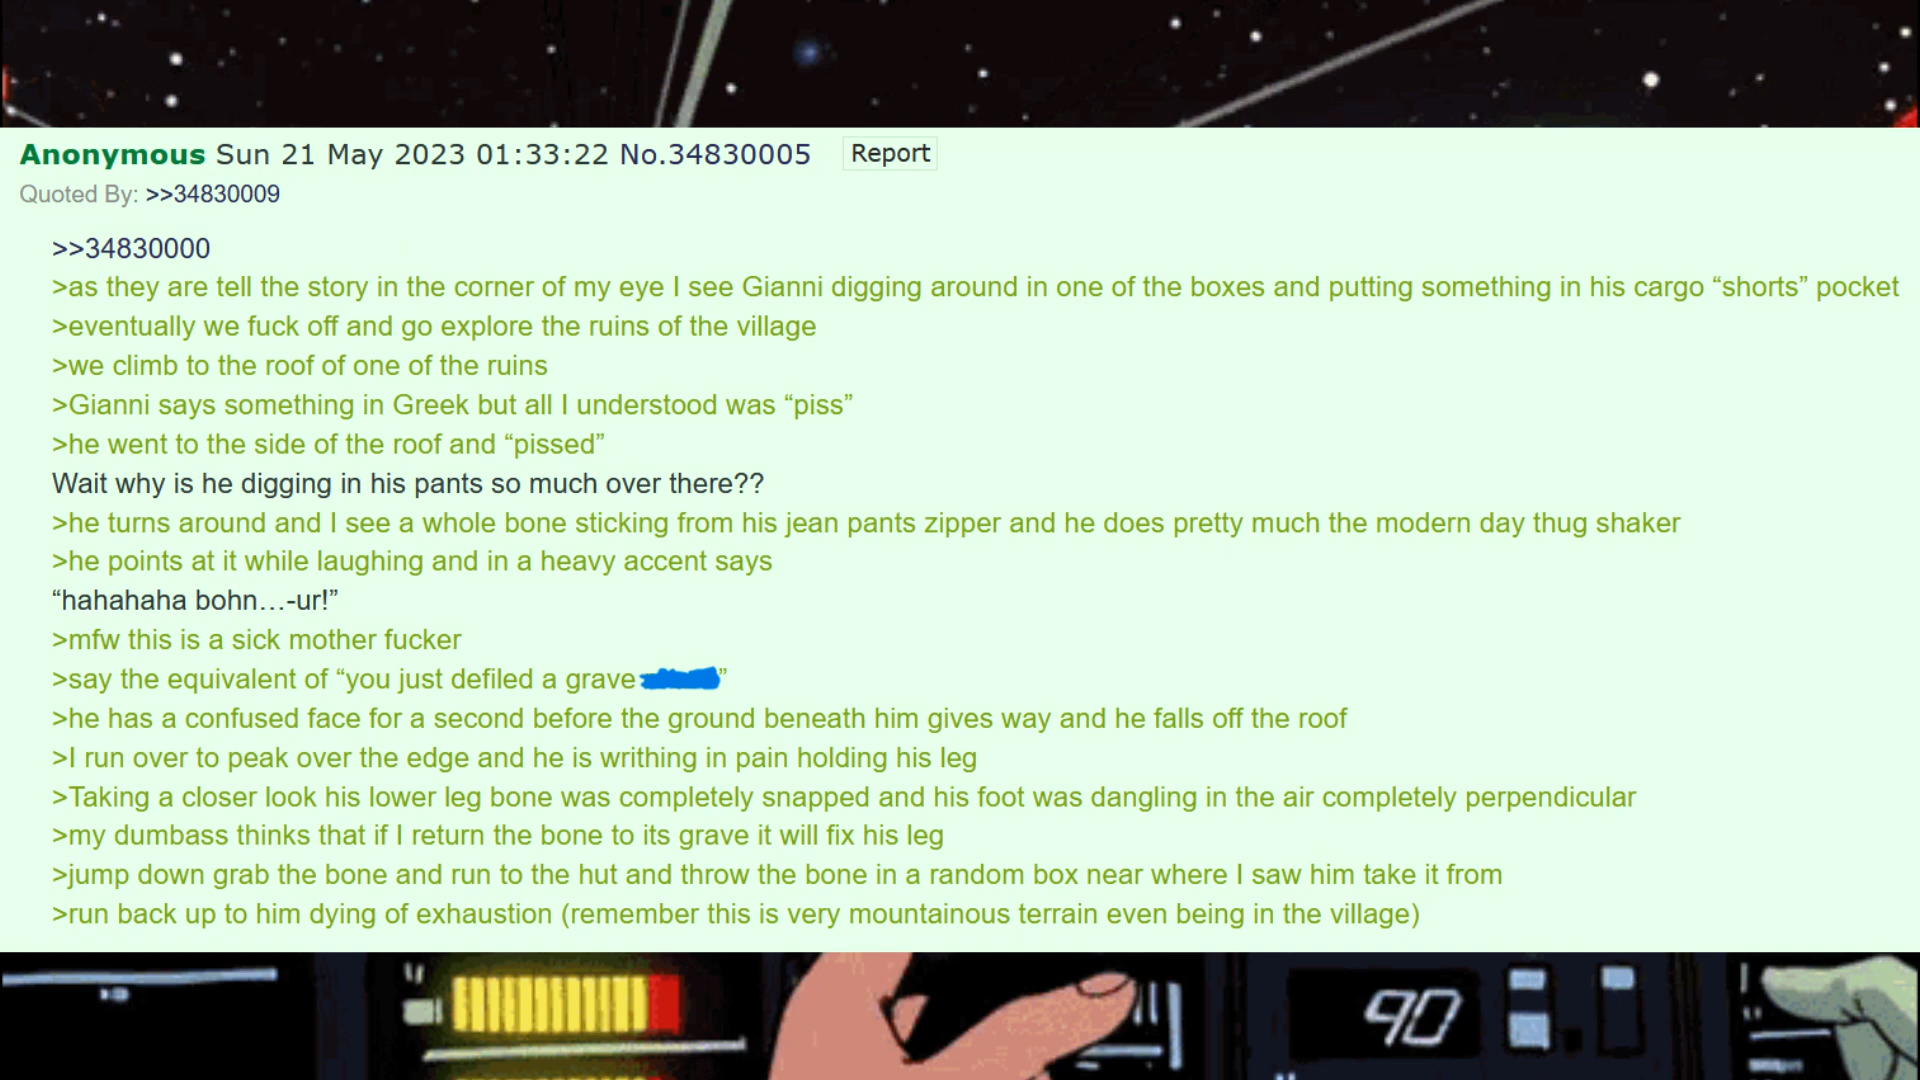 Anonymous Sun 21 May 2023 01:33:22 No.34830005 Report
Quoted By: >>34830009
>>34830000
>as they are tell the story in the corner of my eye I see Gianni digging around in one of the boxes and putting something in his cargo “shorts” pocket
>eventually we fuck off and go explore the ruins of the village
>we climb to the roof of one of the ruins
>Gianni says something in Greek but all I understood was “piss”
>he went to the side of the roof and “pissed”
Wait why is he digging in his pants so much over there??
>he turns around and I see a whole bone sticking from his jean pants zipper and he does pretty much the modern day thug shaker
>he points at it while laughing and in a heavy accent says
“hahahaha bohn…-ur!”
>mfw this is a sick mother fucker
>say the equivalent of “you just defiled a grave ”
>he has a confused face for a second before the ground beneath him gives way and he falls off the roof
>I run over to peak over the edge and he is writhing in pain holding his leg
>Taking a closer look his lower leg bone was completely snapped and his foot was dangling in the air completely perpendicular
>my dumbass thinks that if I return the bone to its grave it will fix his leg
>jump down grab the bone and run to the hut and throw the bone in a random box near where I saw him take it from
>run back up to him dying of exhaustion (remember this is very mountainous terrain even being in the village)
90